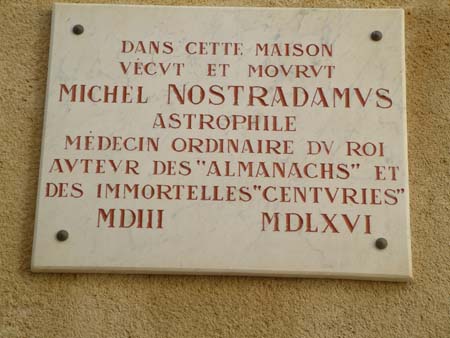 DANS CETTE MAISON
VÉCVT ET MOVRVT
MICHEL NOSTRADAMVS
ASTROPHILE
MÉDECIN ORDINAIRE DV ROI
AVTEVR DES "ALMANACHS" ET
DES IMMORTELLES "CENTVRIES"
MDIII MDLXVI